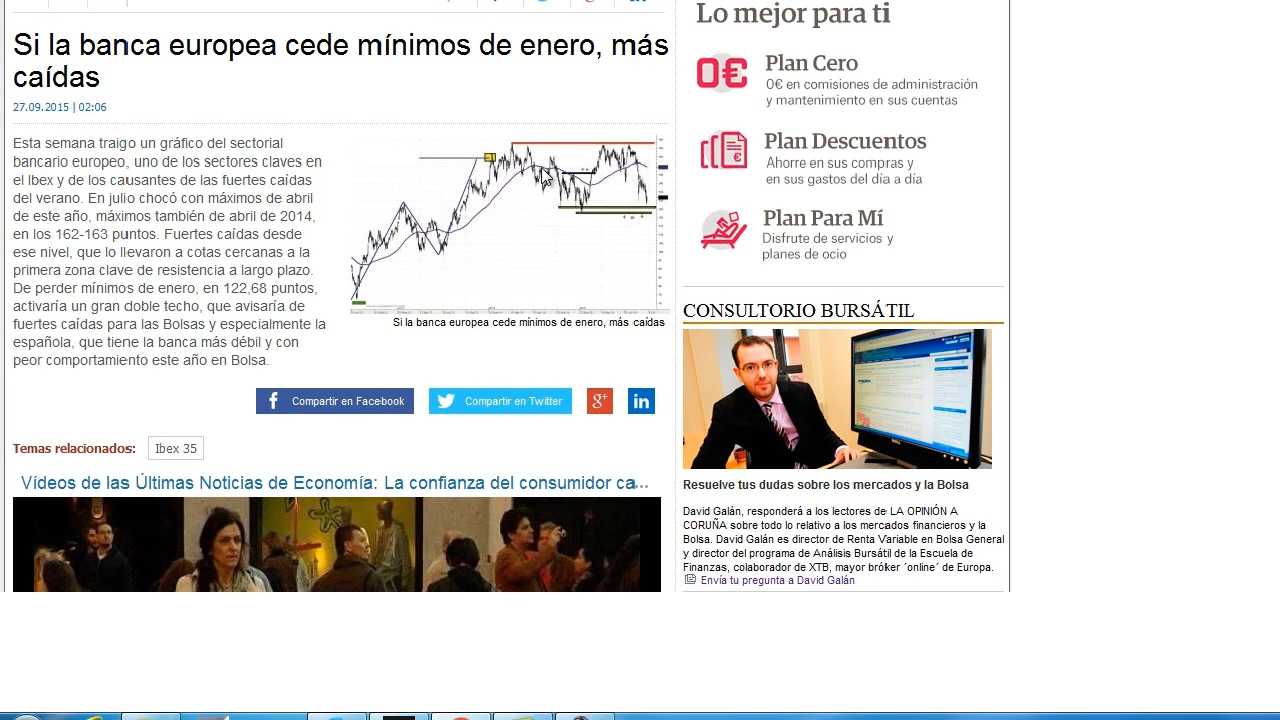 Si la banca europea cede mínimos de enero, más
caídas
27.09.2015 | 02:06
Esta semana traigo un gráfico del sectorial
bancario europeo, uno de los sectores claves en
el Ibex y de los causantes de las fuertes caídas
del verano. En julio chocó con máximos de abril
de este año, máximos también de abril de 2014,
en los 162-163 puntos. Fuertes caídas desde
ese nivel, que lo llevaron a cotas cercanas a la
primera zona clave de resistencia a largo plazo.
De perder mínimos de enero, en 122,68 puntos,
activaría un gran doble techo, que avisaría de
fuertes caídas para las Bolsas y especialmente la
española, que tiene la banca más débil y con
peor comportamiento este año en Bolsa.
Si la banca europea cede mínimos de enero, más caídas
Compartir en Facebook
Compartir en Twitter
g+
in
Temas relacionados:
Ibex 35
Vídeos de las Últimas Noticias de Economía: La confianza del consumidor ca...
Lo mejor para ti
0€
Plan Cero
0€ en comisiones de administración
y mantenimiento en sus cuentas
Plan Descuentos
Ahorre en sus compras y
en sus gastos del día a día
Plan Para Mí
Disfrute de servicios y
planes de ocio
CONSULTORIO BURSÁTIL
DELL
Resuelve tus dudas sobre los mercados y la Bolsa
David Galán, responderá a los lectores de LA OPINIÓN A
CORUÑA sobre todo lo relativo a los mercados financieros y la
Bolsa. David Galán es director de Renta Variable en Bolsa General
y director del programa de Análisis Bursátil de la Escuela de
Finanzas, colaborador de XTB, mayor bróker ´online´ de Europa.
Envía tu pregunta a David Galán